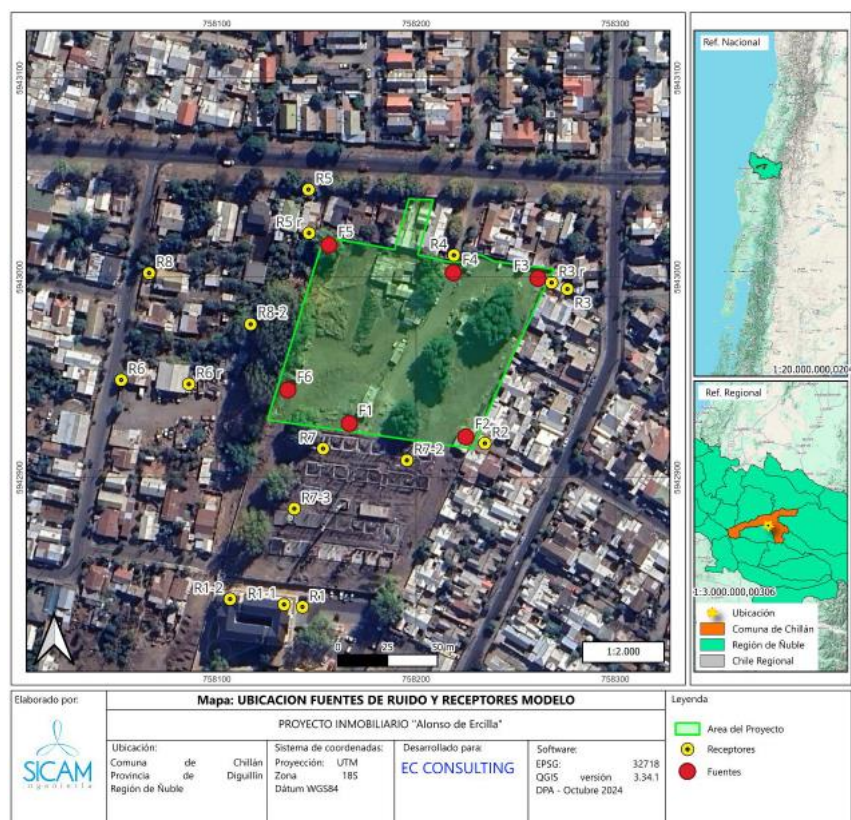 758100
758200
758300
5943100
5943100
R5
R5 r
F5
R4
F4
F3
R3 r
R3
R8
5943000
5943000
R8-2
R6
R6 r
F6
F1
F2
R2
R7
R7-2
5942900
5942900
R7-3
R1-2
R1-1
R1
0 25 50 m
1:2.000
758100
758200
758300
Ref. Nacional
1:20.000.000,0204
Ref. Regional
1:3.000.000,00306
Ubicación
Comuna de Chillán
Región de Ñuble
Chile Regional
Elaborado por:
SICAM
Ingeniería
Mapa: UBICACION FUENTES DE RUIDO Y RECEPTORES MODELO
PROYECTO INMOBILIARIO "Alonso de Ercilla"
Ubicación:
Comuna de Chillán
Provincia de Diguillín
Región de Ñuble
Sistema de coordenadas:
Proyección: UTM
Zona 18S
Dátum WGS84
Desarrollado para:
EC CONSULTING
Software:
EPSG: 32718
QGIS versión 3.34.1
DPA - Octubre 2024
Leyenda
Area del Proyecto
Receptores
Fuentes